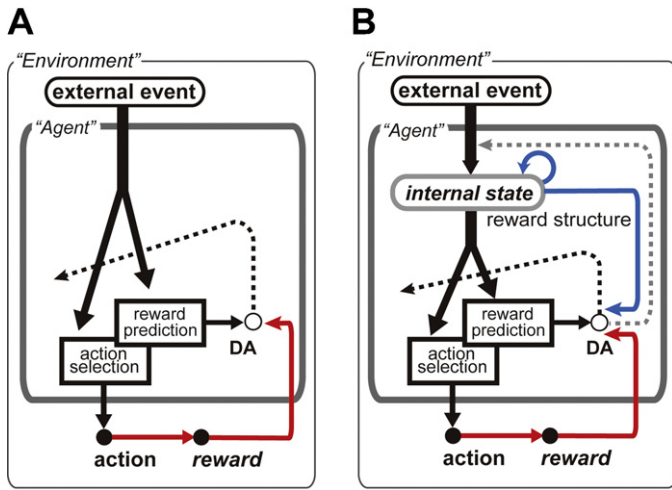 A
"Environment"
external event
"Agent"
reward
prediction
action
selection
DA
action
reward
B
"Environment"
external event
"Agent"
internal state
reward structure
reward
prediction
action
selection
DA
action
reward